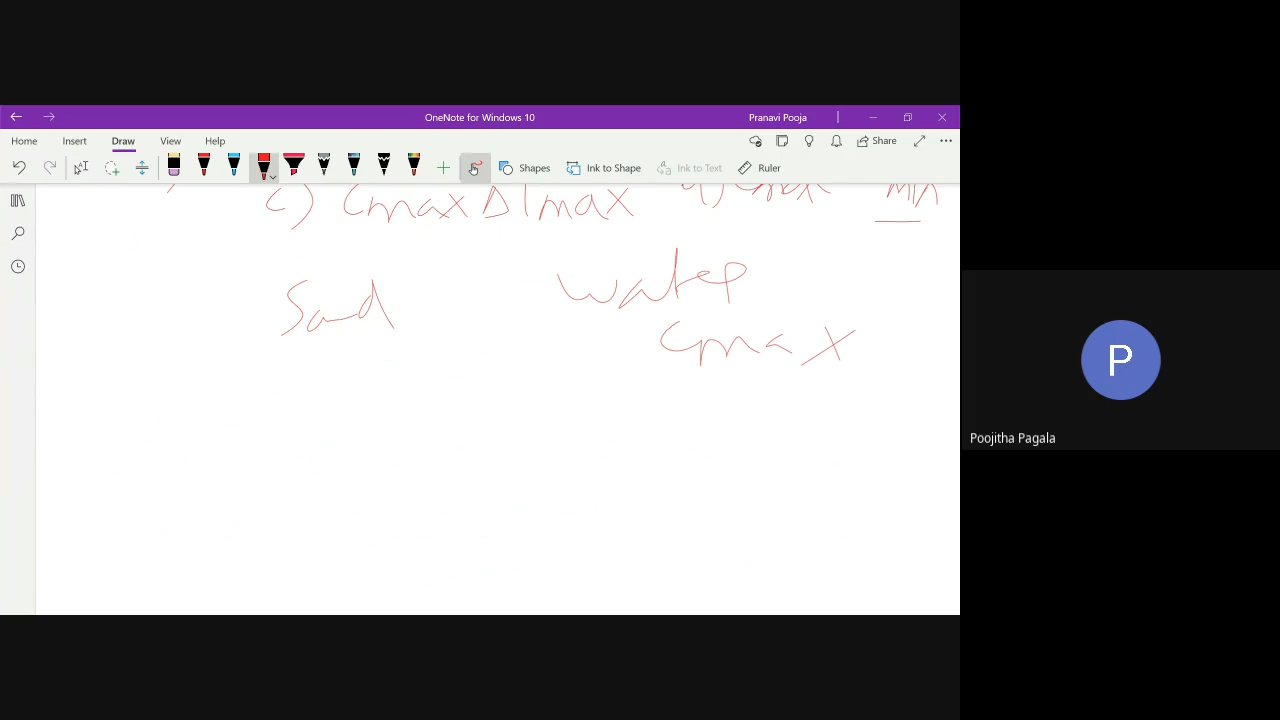 OneNote for Windows 10
Pranavi Pooja
Home Insert Draw View Help
Share
Shapes Ink to Shape Ink to Text Ruler
c) Cmax Δ Imax d)
Sand water
Cmax
P
Poojitha Pagala